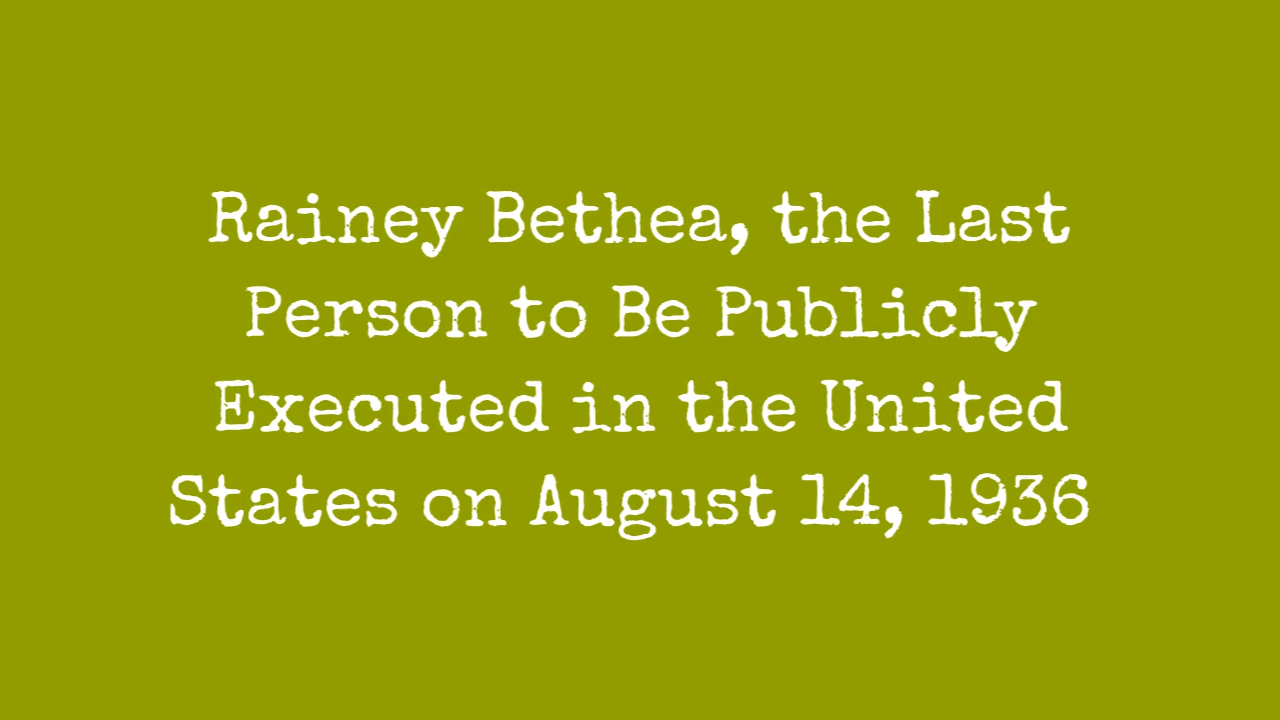 Rainey Bethea, the Last
Person to Be Publicly
Executed in the United
States on August 14, 1936